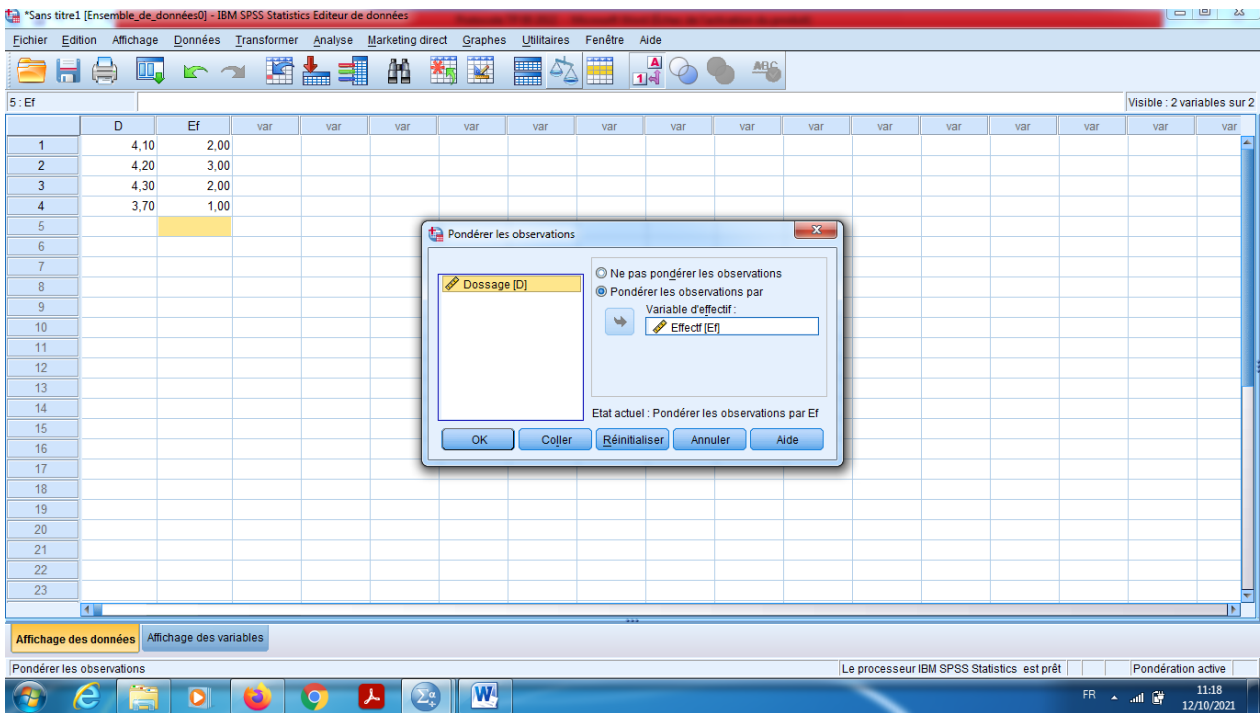 *Sans titre1 [Ensemble_de_données0] - IBM SPSS Statistics Editeur de données
Fichier Edition Affichage Données Transformer Analyse Marketing direct Graphes Utilitaires Fenêtre Aide
5 : Ef Visible : 2 variables sur 2
D Ef var var var var var var var var var var var var var var var
1 4,10 2,00
2 4,20 3,00
3 4,30 2,00
4 3,70 1,00
5
6
7
8
9
10
11
12
13
14
15
16
17
18
19
20
21
22
23
Pondérer les observations
Dossage [D]
Ne pas pondérer les observations
Pondérer les observations par
Variable d'effectif :
Effectf [Ef]
Etat actuel : Pondérer les observations par Ef
OK Coller Réinitialiser Annuler Aide
Affichage des données Affichage des variables
Pondérer les observations Le processeur IBM SPSS Statistics est prêt Pondération active
FR 11:18
12/10/2021